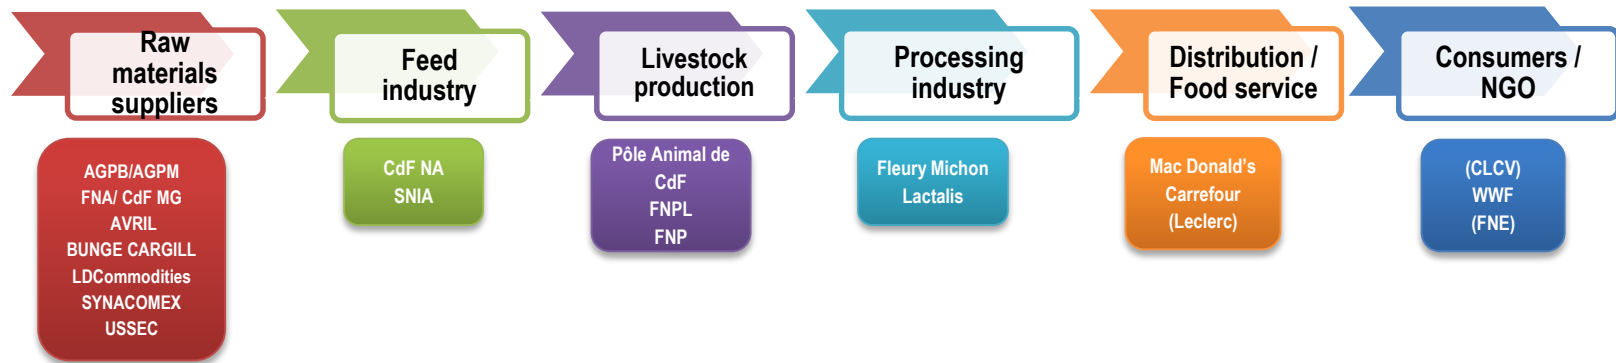 Raw
materials
suppliers
Feed
industry
Livestock
production
Processing
industry
Distribution /
Food service
Consumers /
NGO
AGPB/AGPM
FNA/ CdF MG
AVRIL
BUNGE CARGILL
LDCommodities
SYNACOMEX
USSEC
CdF NA
SNIA
Pôle Animal de
CdF
FNPL
FNP
Fleury Michon
Lactalis
Mac Donald's
Carrefour
(Leclerc)
(CLCV)
WWF
(FNE)